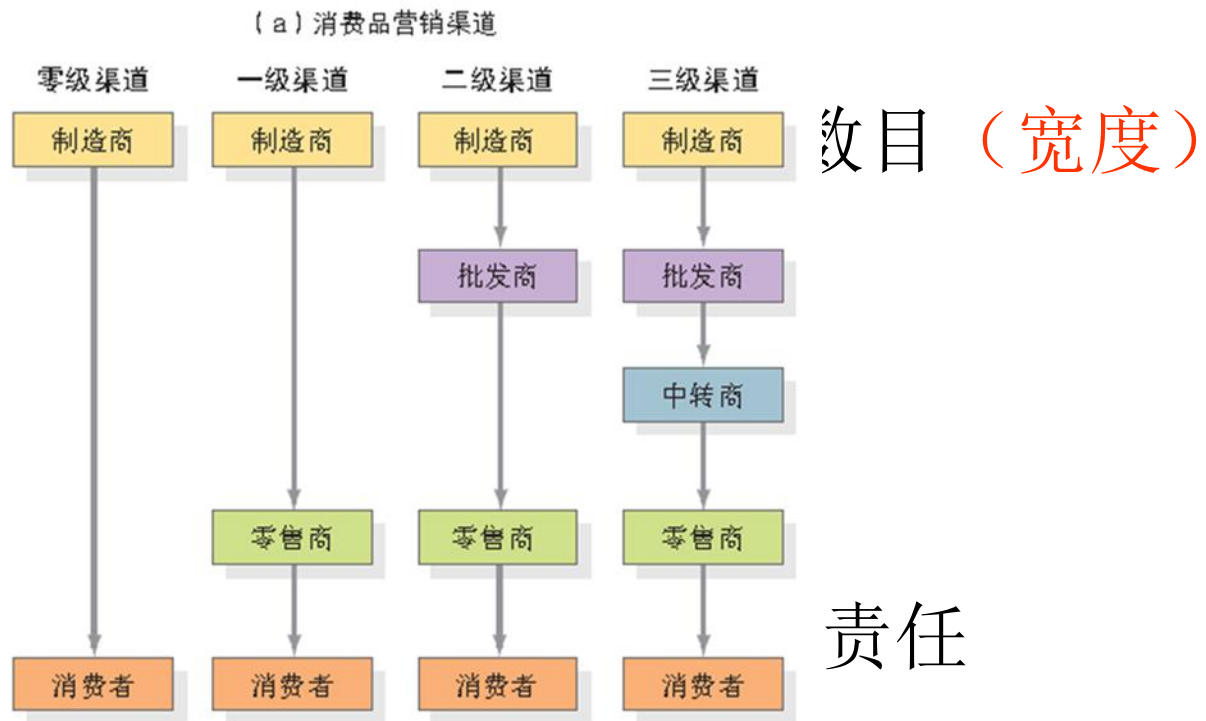 (a)消费品营销渠道
零级渠道 一级渠道 二级渠道 三级渠道
制造商 制造商 制造商 制造商 数目（宽度）
批发商 批发商
中转商
零售商 零售商 零售商
责任
消费者 消费者 消费者 消费者